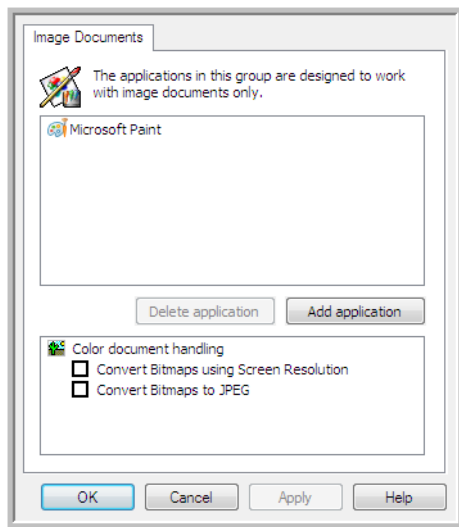 Image Documents
The applications in this group are designed to work
with image documents only.
Microsoft Paint
Delete application
Add application
Color document handling
Convert Bitmaps using Screen Resolution
Convert Bitmaps to JPEG
OK
Cancel
Apply
Help